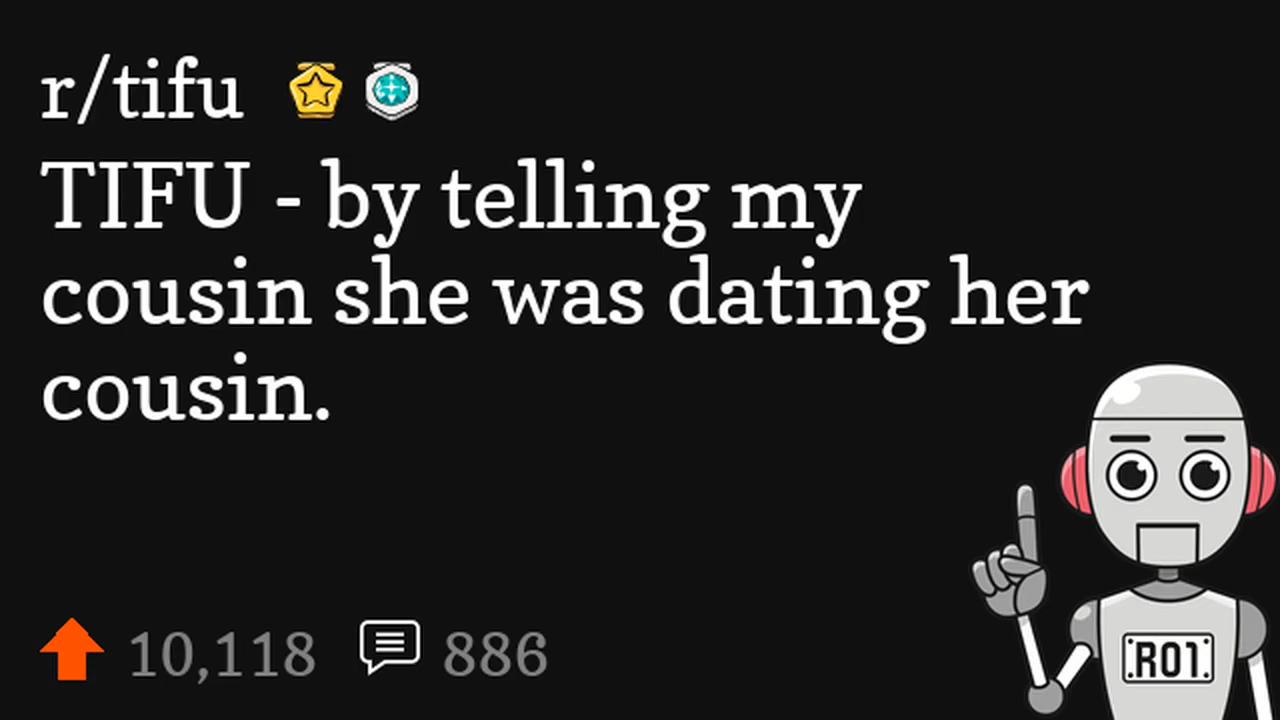 r/tifu
TIFU - by telling my
cousin she was dating her
cousin.
10,118 886
R01